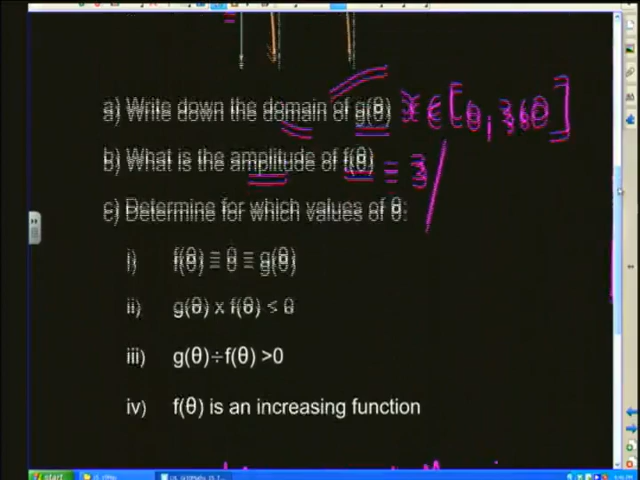 a) Write down the domain of g(θ) x ∈ [0, 360]
b) What is the amplitude of f(θ) = 3
c) Determine for which values of θ:
i) f(θ) = 0 = g(θ)
ii) g(θ) x f(θ) < 0
iii) g(θ)÷f(θ) >0
iv) f(θ) is an increasing function
start